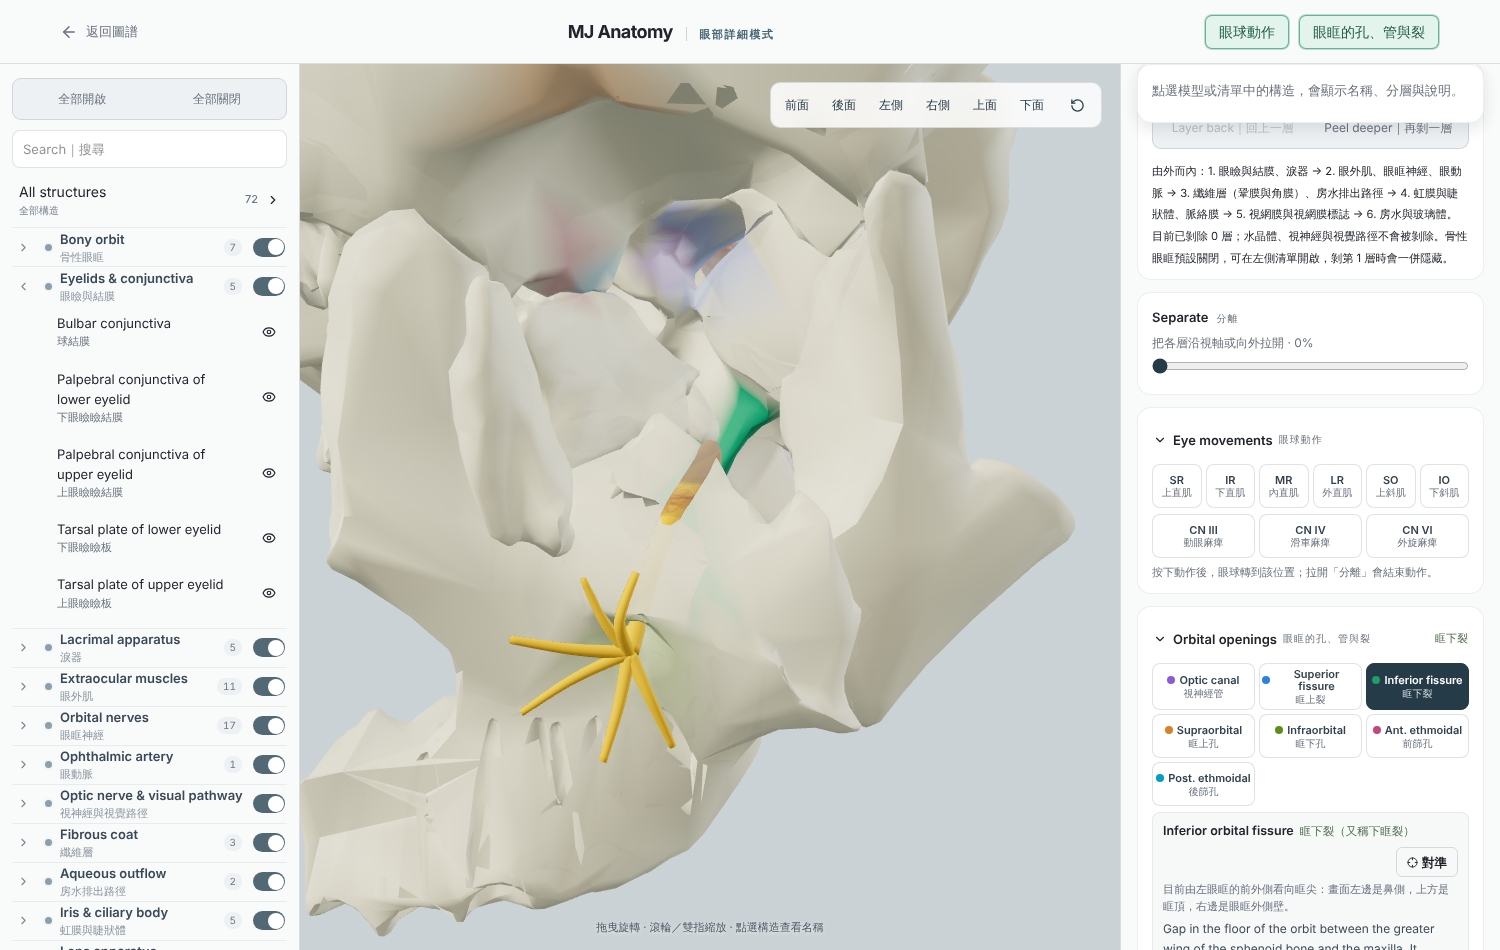 返回圖譜
MJ Anatomy
眼部詳細模式
眼球動作
眼眶的孔、管與裂
全部開啟
全部關閉
Search | 搜尋
All structures
全部構造
72
Bony orbit
骨性眼眶
7
Eyelids & conjunctiva
眼瞼與結膜
5
Bulbar conjunctiva
球結膜
Palpebral conjunctiva of
lower eyelid
下眼瞼瞼結膜
Palpebral conjunctiva of
upper eyelid
上眼瞼瞼結膜
Tarsal plate of lower eyelid
下眼瞼瞼板
Tarsal plate of upper eyelid
上眼瞼瞼板
Lacrimal apparatus
淚器
5
Extraocular muscles
眼外肌
11
Orbital nerves
眼眶神經
17
Ophthalmic artery
眼動脈
1
Optic nerve & visual pathway
視神經與視覺路徑
Fibrous coat
纖維層
3
Aqueous outflow
房水排出路徑
2
Iris & ciliary body
虹膜與睫狀體
5
前面
後面
左側
右側
上面
下面
拖曳旋轉 · 滾輪／雙指縮放 · 點選構造查看名稱
點選模型或清單中的構造，會顯示名稱、分層與說明。
Layer back | 回上一層
Peel deeper | 再剝一層
由外而內：1. 眼瞼與結膜、淚器 → 2. 眼外肌、眼眶神經、眼動
脈 → 3. 纖維層（鞏膜與角膜）、房水排出路徑 → 4. 虹膜與睫
狀體、脈絡膜 → 5. 視網膜與視網膜標誌 → 6. 房水與玻璃體。
目前已剝除 0 層；水晶體、視神經與視覺路徑不會被剝除。骨性
眼眶預設關閉，可在左側清單開啟，剝第 1 層時會一併隱藏。
Separate 分離
把各層沿視軸或向外拉開 · 0%
Eye movements 眼球動作
SR
上直肌
IR
下直肌
MR
內直肌
LR
外直肌
SO
上斜肌
IO
下斜肌
CN III
動眼麻痺
CN IV
滑車麻痺
CN VI
外旋麻痺
按下動作後，眼球轉到該位置；拉開「分離」會結束動作。
Orbital openings 眼眶的孔、管與裂
眶下裂
Optic canal
視神經管
Superior
fissure
眶上裂
Inferior fissure
眶下裂
Supraorbital
眶上孔
Infraorbital
眶下孔
Ant. ethmoidal
前篩孔
Post. ethmoidal
後篩孔
Inferior orbital fissure 眶下裂（又稱下眶裂）
對準
目前由左眼眶的前外側看向眶尖：畫面左邊是鼻側，上方是
眶頂，右邊是眼眶外側壁。
Gap in the floor of the orbit between the greater
wing of the sphenoid bone and the maxilla. It